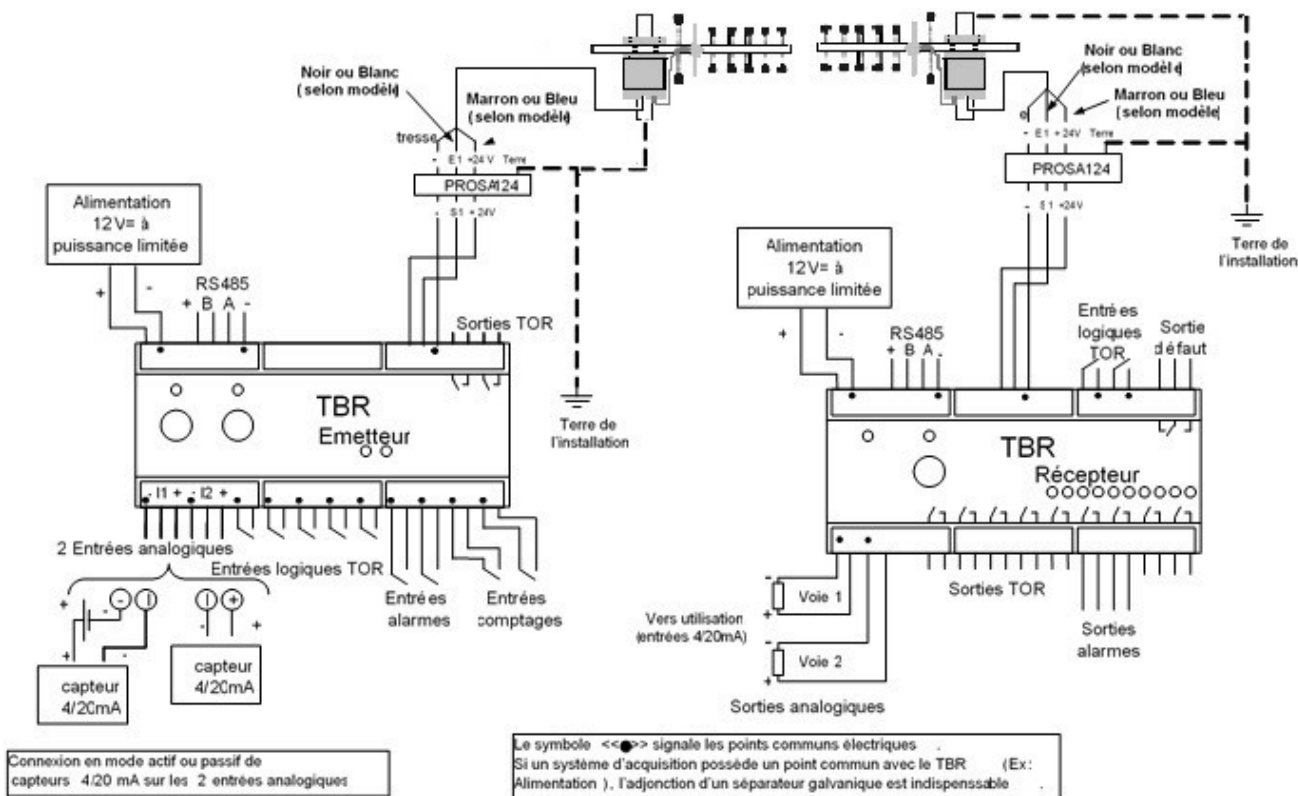 Noir ou Blanc
(selon modèle)
Marron ou Bleu
(selon modèle)
tresse
- E1 +24 V Terre
PROSA124
- S1 +24V
Alimentation
12V= à
puissance limitée
+ -
RS485
+ B A -
Sorties TOR
TBR
Emetteur
Terre de
l'installation
- I1 + - I2 +
2 Entrées analogiques
Entrées logiques TOR
Entrées
alarmes
Entrées
comptages
+ - - I
+ -
capteur
4/20mA
I +
- +
capteur
4/20mA
Connexion en mode actif ou passif de
capteurs 4/20 mA sur les 2 entrées analogiques
Noir ou Blanc
(selon modèle)
Marron ou Bleu
(selon modèle)
- E1 +24V Terre
PROSA124
- S1 +24V
Terre de
l'installation
Alimentation
12V= à
puissance limitée
+ -
RS485
+ B A -
Entrées
logiques
TOR
Sortie
défaut
TBR
Récepteur
Sorties TOR
Sorties
alarmes
Vers utilisation
(entrées 4/20mA)
-
Voie 1
+
-
Voie 2
+
Sorties analogiques
Le symbole <<●>> signale les points communs électriques .
Si un système d'acquisition possède un point commun avec le TBR (Ex:
Alimentation ), l'adjonction d'un séparateur galvanique est indispenssable .